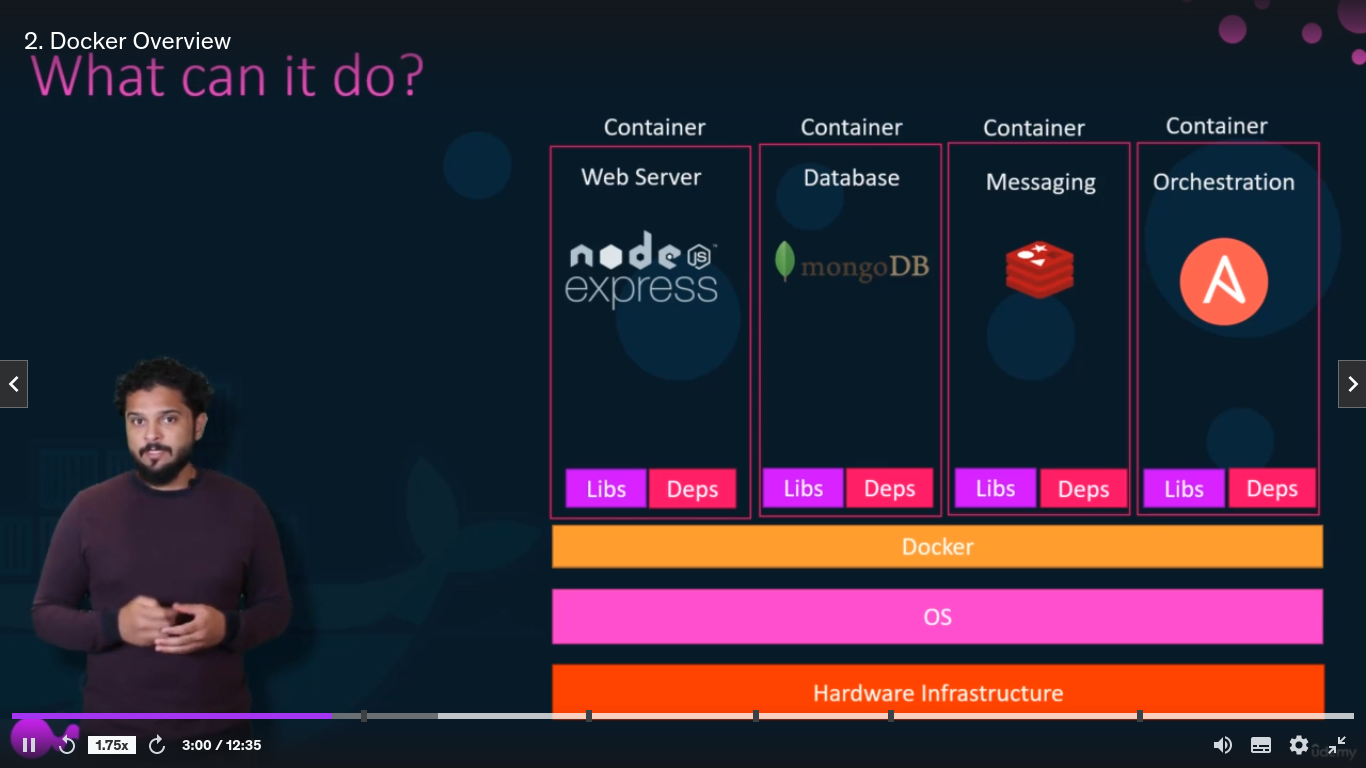 2. Docker Overview
What can it do?
Container Container Container Container
Web Server Database Messaging Orchestration
node JS ™
express
mongoDB
Libs Deps Libs Deps Libs Deps Libs Deps
Docker
OS
Hardware Infrastructure
1.75x 3:00 / 12:35
ûdemy